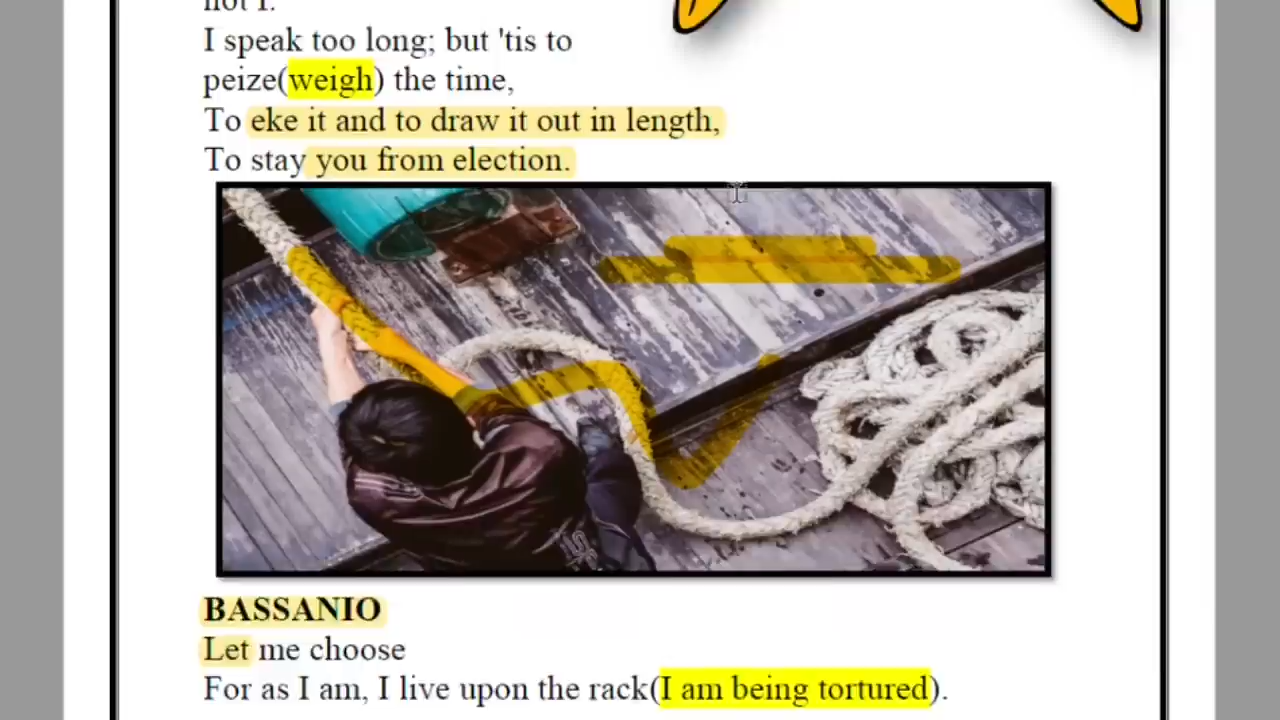 not I.
I speak too long; but 'tis to
peize(weigh) the time,
To eke it and to draw it out in length,
To stay you from election.
BASSANIO
Let me choose
For as I am, I live upon the rack(I am being tortured).